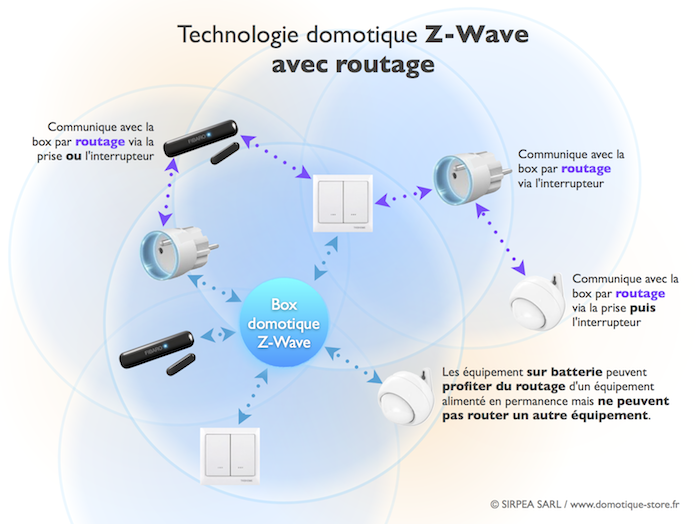 Technologie domotique Z-Wave
avec routage
Communique avec la
box par routage via la
prise ou l'interrupteur
FIBARO
Communique avec la
box par routage
via l'interrupteur
Communique avec la
box par routage
via la prise puis
l'interrupteur
Box
domotique
Z-Wave
FIBARO
Les équipement sur batterie peuvent
profiter du routage d'un équipement
alimenté en permanence mais ne peuvent
pas router un autre équipement.
© SIRPEA SARL / www.domotique-store.fr